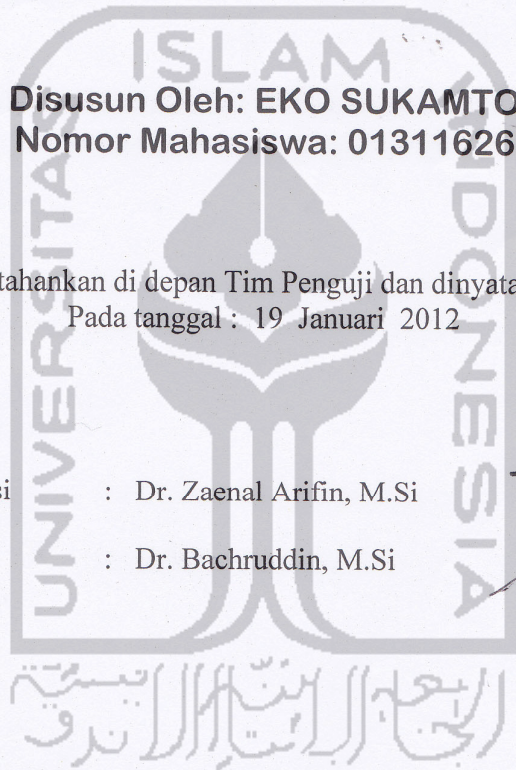 ISLAM
UNIVERSITAS
INDONESIA
Disusun Oleh: EKO SUKAMTO
Nomor Mahasiswa: 01311626
tahankan di depan Tim Penguji dan dinyata
Pada tanggal : 19 Januari 2012
si : Dr. Zaenal Arifin, M.Si
: Dr. Bachruddin, M.Si